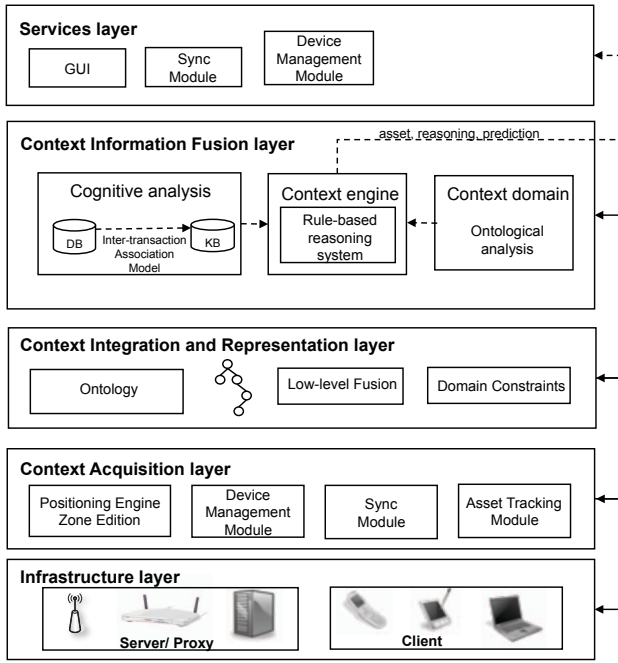 Services layer
GUI
Sync
Module
Device
Management
Module
asset, reasoning, prediction
Context Information Fusion layer
Cognitive analysis
DB
Inter-transaction
Association
Model
KB
Context engine
Rule-based
reasoning
system
Context domain
Ontological
analysis
Context Integration and Representation layer
Ontology
Low-level Fusion
Domain Constraints
Context Acquisition layer
Positioning Engine
Zone Edition
Device
Management
Module
Sync
Module
Asset Tracking
Module
Infrastructure layer
Server/ Proxy
Client